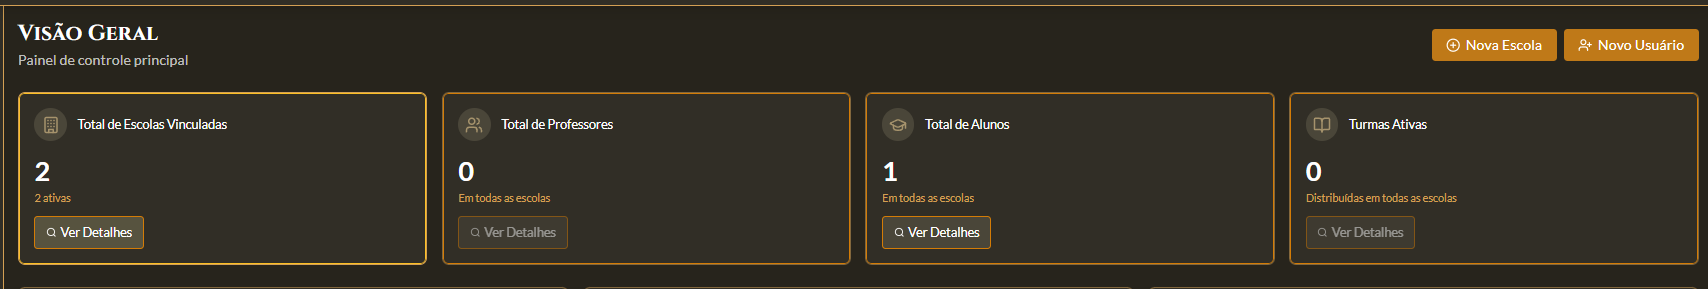 Visão Geral
Painel de controle principal
Nova Escola
Novo Usuário
Total de Escolas Vinculadas
2
2 ativas
Ver Detalhes
Total de Professores
0
Em todas as escolas
Ver Detalhes
Total de Alunos
1
Em todas as escolas
Ver Detalhes
Turmas Ativas
0
Distribuídas em todas as escolas
Ver Detalhes